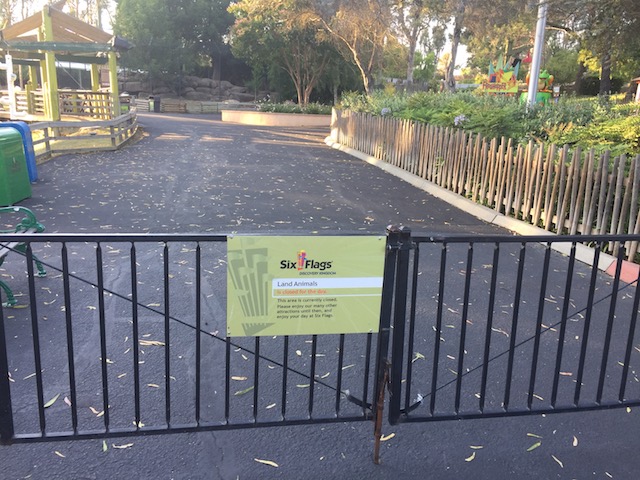 Six Flags
DISCOVERY KINGDOM
Land Animals
is closed for the day
This area is currently closed.
Please enjoy our many other
attractions until then, and
enjoy your day at Six Flags